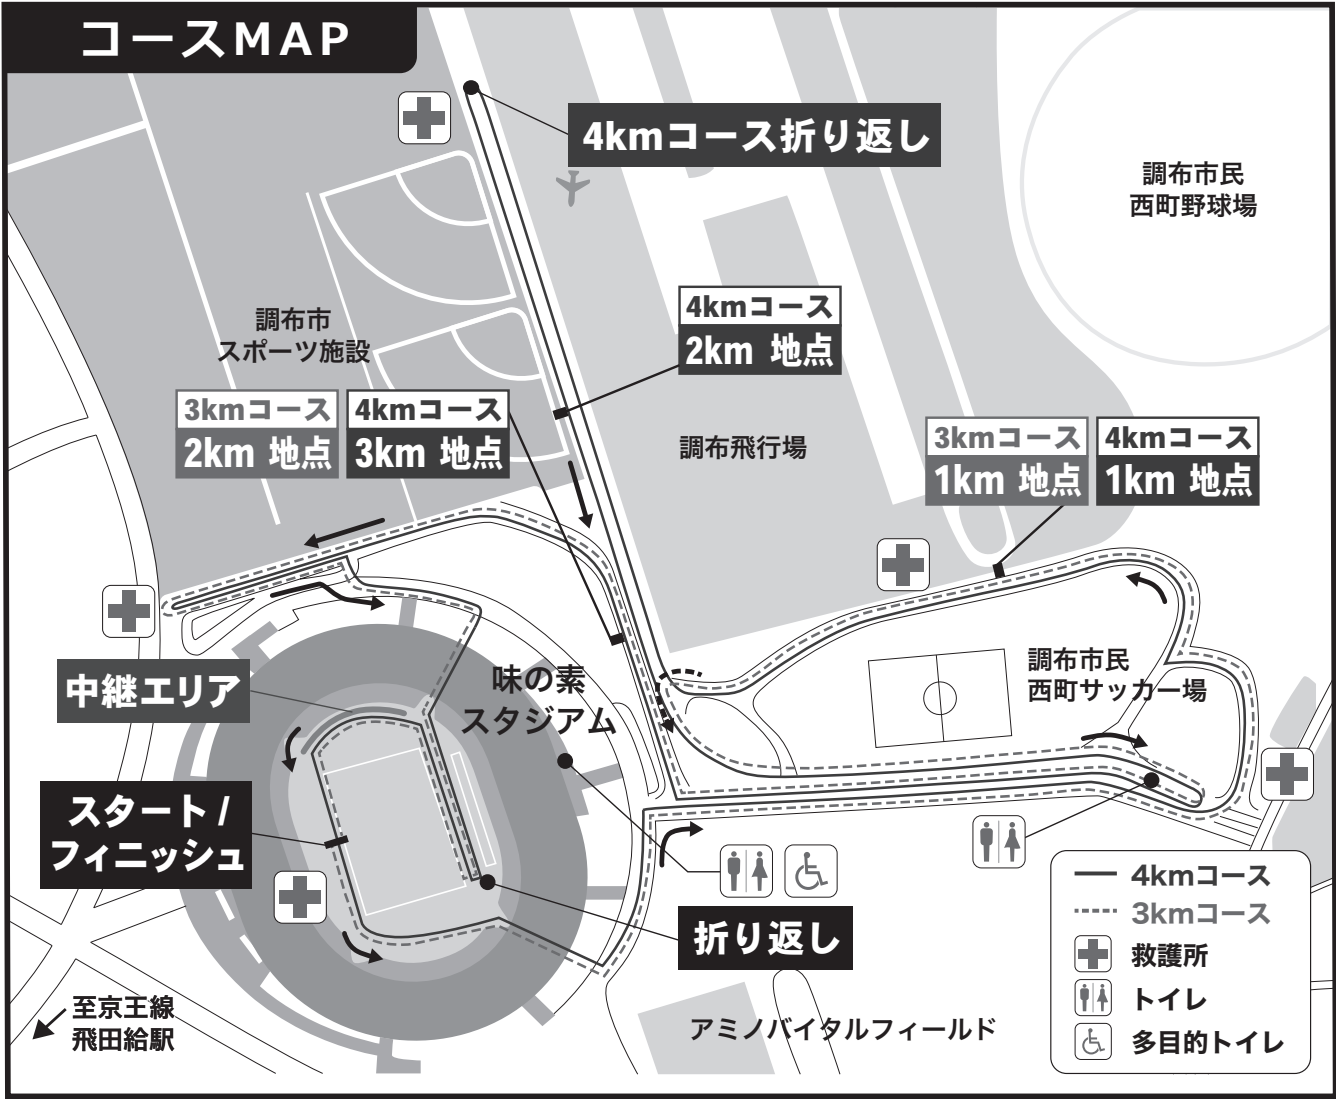 コースMAP
4kmコース折り返し
調布市民
西町野球場
4kmコース
2km 地点
調布市
スポーツ施設
3kmコース
2km 地点
4kmコース
3km 地点
調布飛行場
3kmコース
1km 地点
4kmコース
1km 地点
中継エリア
味の素
スタジアム
調布市民
西町サッカー場
スタート/
フィニッシュ
折り返し
至京王線
飛田給駅
アミノバイタルフィールド
4kmコース
3kmコース
救護所
トイレ
多目的トイレ